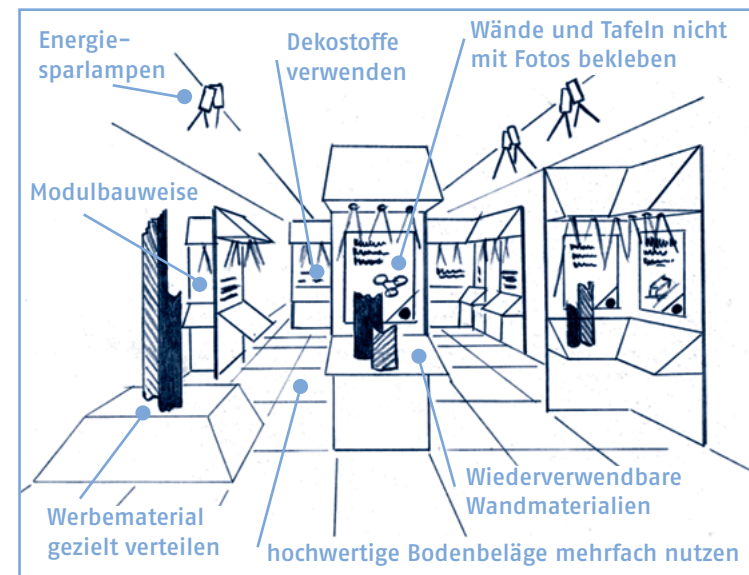 Energie-
sparlampen
Dekostoffe
verwenden
Wände und Tafeln nicht
mit Fotos bekleben
Modulbauweise
Wiederverwendbare
Wandmaterialien
Werbematerial
gezielt verteilen
hochwertige Bodenbeläge mehrfach nutzen